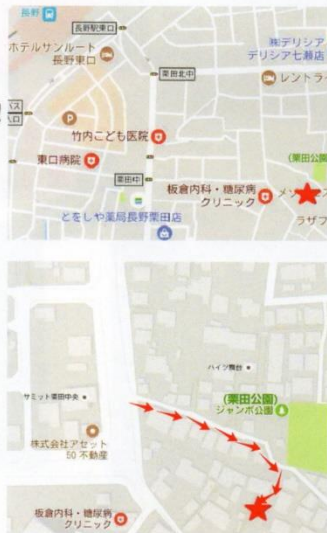 長野
長野駅東口
ホテルサンルート
長野東口
栗田北中
㈱デリシア
デリシア七瀬店
レントラ
P
竹内こども医院
東口病院
(栗田公園
栗田中
板倉内科・糖尿病
クリニック
メゾ
ラザフ
とをしや薬局長野栗田店
ハイツ舞台
(栗田公園)
ジャンボ公園
サミット栗田中央
株式会社アセット
50 不動産
板倉内科・糖尿病
クリニック